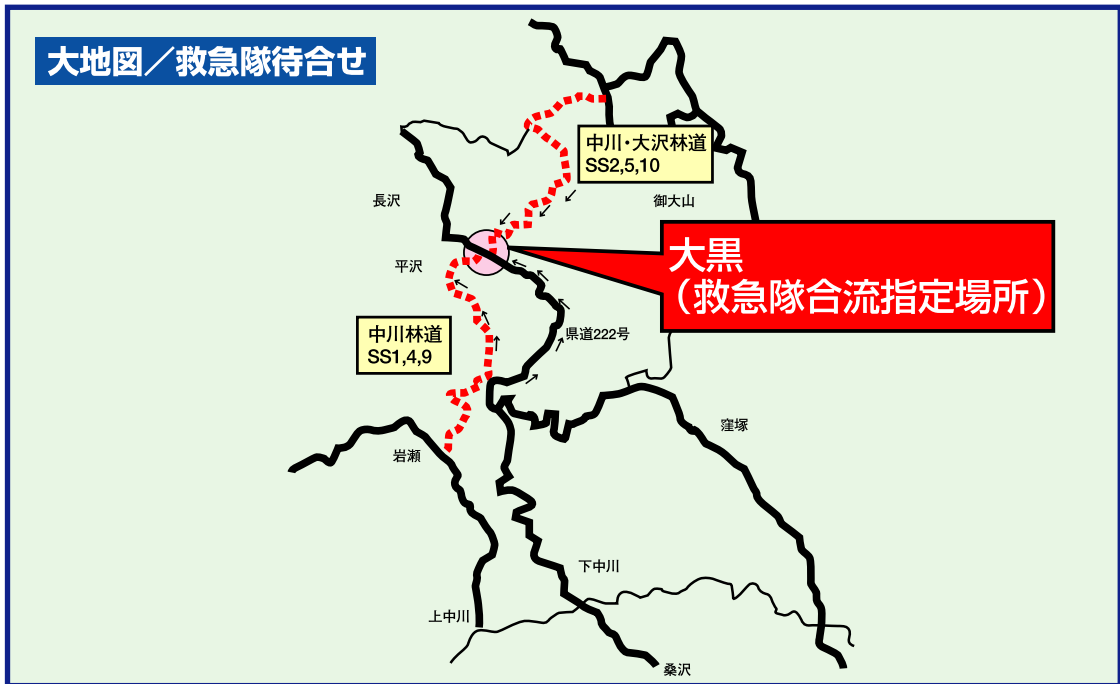 大地図／救急隊待合せ
中川・大沢林道
SS2,5,10
長沢
御大山
大黒
（救急隊合流指定場所）
平沢
中川林道
SS1,4,9
県道222号
窪塚
岩瀬
下中川
上中川
桑沢